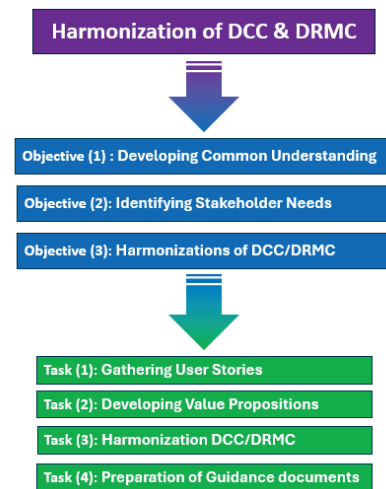 Harmonization of DCC & DRMC
Objective (1) : Developing Common Understanding
Objective (2): Identifying Stakeholder Needs
Objective (3): Harmonizations of DCC/DRMC
Task (1): Gathering User Stories
Task (2): Developing Value Propositions
Task (3): Harmonization DCC/DRMC
Task (4): Preparation of Guidance documents